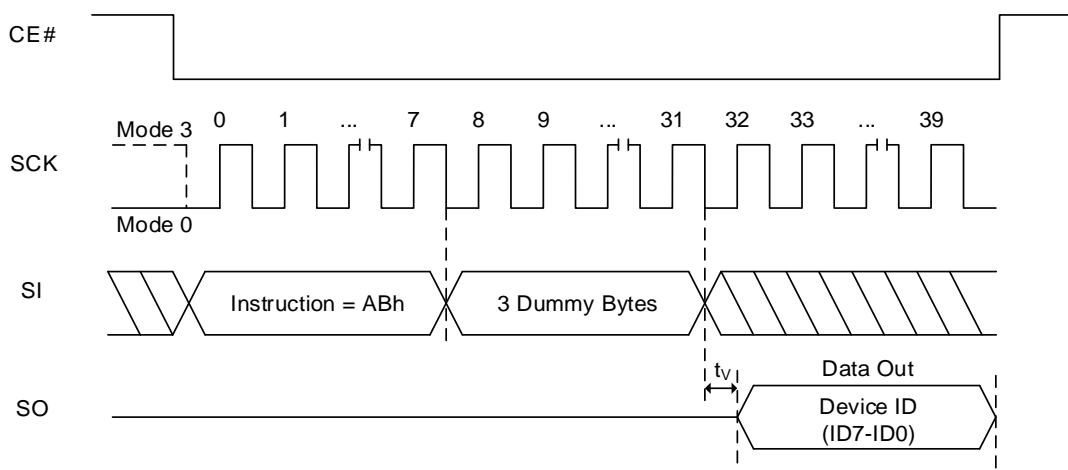 CE#
Mode 3
0 1 ... 7 8 9 ... 31 32 33 ... 39
SCK
Mode 0
SI
Instruction = ABh
3 Dummy Bytes
tV
Data Out
SO
Device ID
(ID7-ID0)